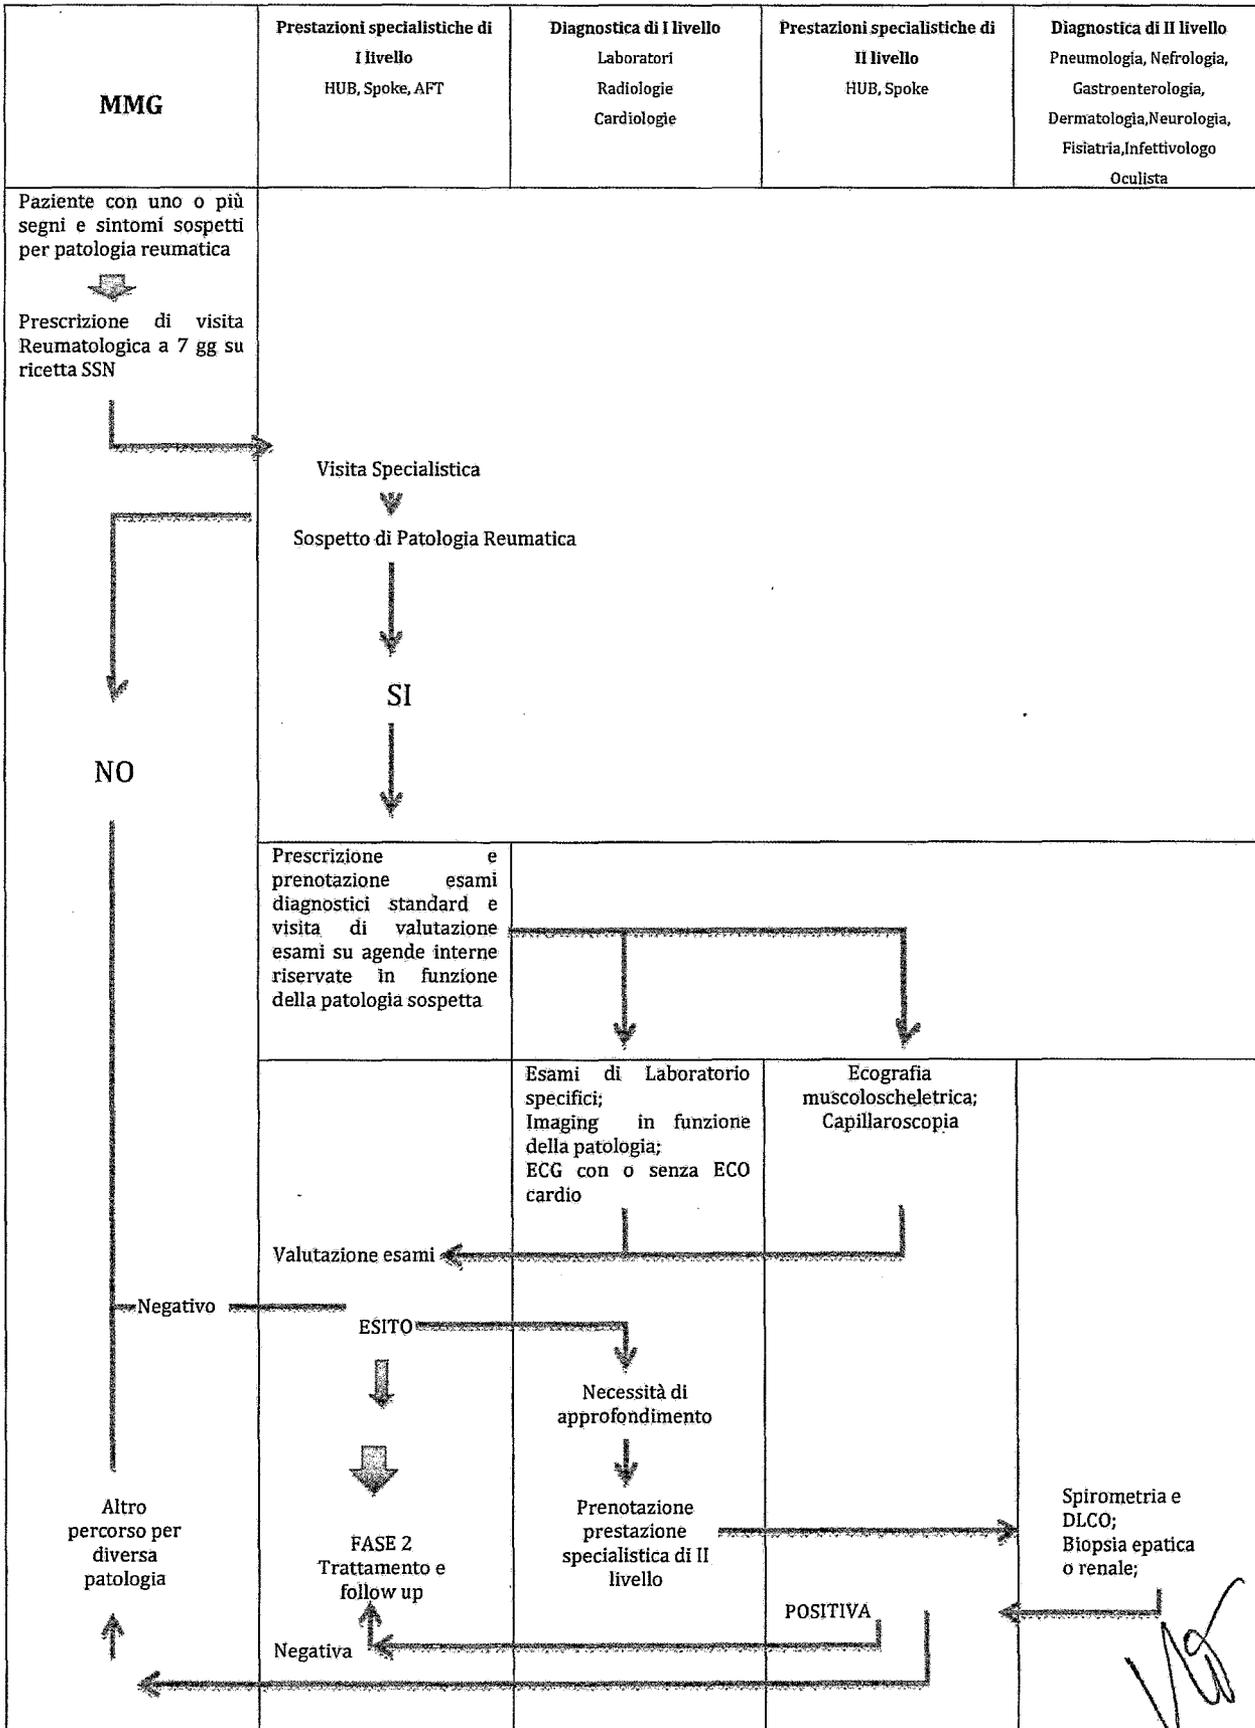 MMG
Prestazioni specialistiche di
I livello
HUB, Spoke, AFT
Diagnostica di I livello
Laboratori
Radiologie
Cardiologie
Prestazioni specialistiche di
II livello
HUB, Spoke
Diagnostica di II livello
Pneumologia, Nefrologia,
Gastroenterologia,
Dermatologia,Neurologia,
Fisiatria,Infettivologo
Oculista
Paziente con uno o più
segni e sintomi sospetti
per patologia reumatica
Prescrizione di visita
Reumatologica a 7 gg su
ricetta SSN
Visita Specialistica
Sospetto di Patologia Reumatica
SI
NO
Prescrizione e
prenotazione esami
diagnostici standard e
visita di valutazione
esami su agende interne
riservate in funzione
della patologia sospetta
Esami di Laboratorio
specifici;
Imaging in funzione
della patologia;
ECG con o senza ECO
cardio
Ecografia
muscoloscheletrica;
Capillaroscopia
Valutazione esami
Negativo
ESITO
Necessità di
approfondimento
Altro
percorso per
diversa
patologia
FASE 2
Trattamento e
follow up
Prenotazione
prestazione
specialistica di II
livello
Spirometria e
DLCO;
Biopsia epatica
o renale;
POSITIVA
Negativa